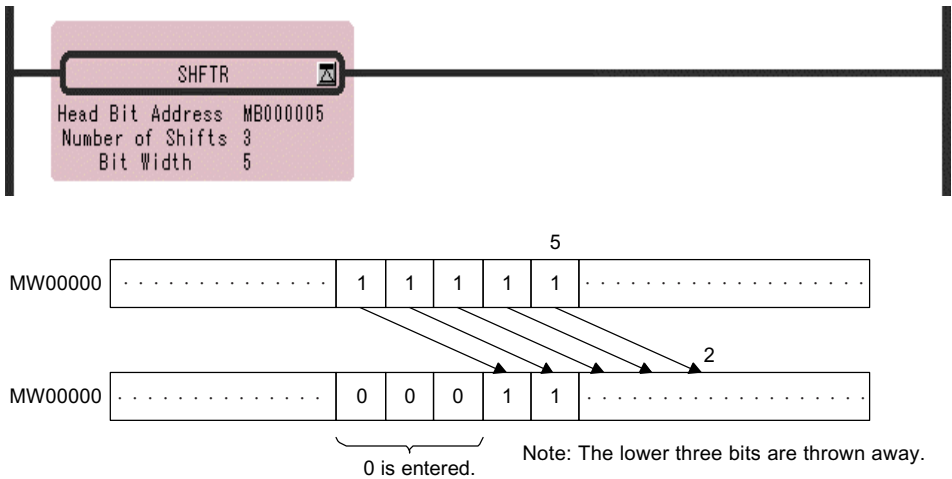 SHFTR
Head Bit Address MB000005
Number of Shifts 3
Bit Width 5
5
MW00000 · · · · · · · · · · · · · · 1 1 1 1 1 · · · · · · · · · · · · · · · · · · ·
2
MW00000 · · · · · · · · · · · · · · 0 0 0 1 1 · · · · · · · · · · · · · · · · · · ·
0 is entered.
Note: The lower three bits are thrown away.